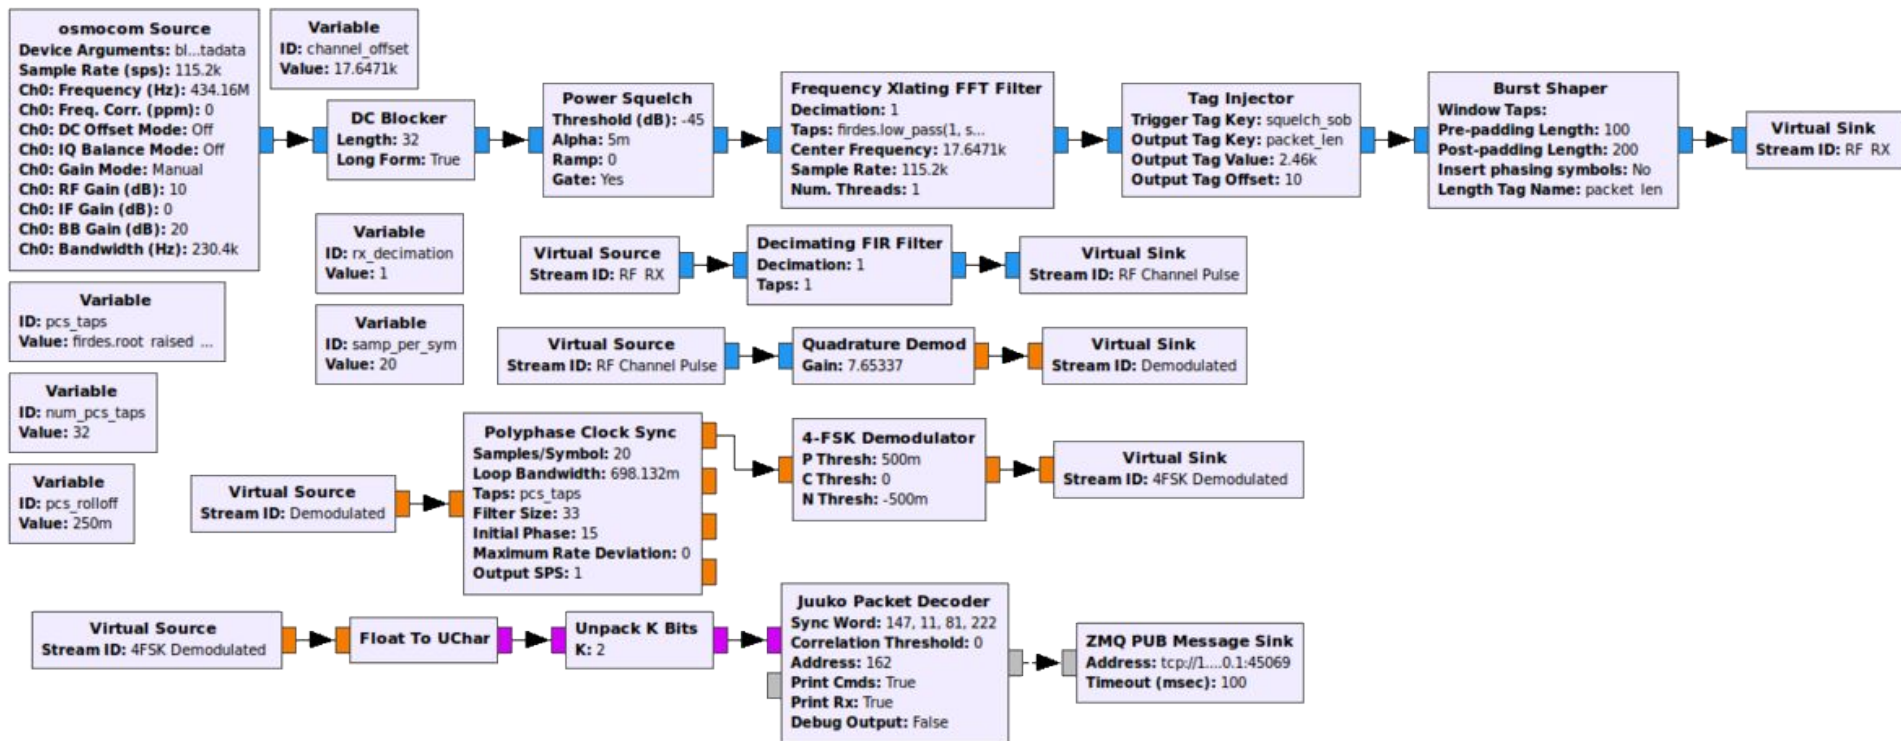 osmocom Source
Device Arguments: bl...tadata
Sample Rate (sps): 115.2k
Ch0: Frequency (Hz): 434.16M
Ch0: Freq. Corr. (ppm): 0
Ch0: DC Offset Mode: Off
Ch0: IQ Balance Mode: Off
Ch0: Gain Mode: Manual
Ch0: RF Gain (dB): 10
Ch0: IF Gain (dB): 0
Ch0: BB Gain (dB): 20
Ch0: Bandwidth (Hz): 230.4k
Variable
ID: channel_offset
Value: 17.6471k
DC Blocker
Length: 32
Long Form: True
Power Squelch
Threshold (dB): -45
Alpha: 5m
Ramp: 0
Gate: Yes
Frequency Xlating FFT Filter
Decimation: 1
Taps: firdes.low_pass(1, s...
Center Frequency: 17.6471k
Sample Rate: 115.2k
Num. Threads: 1
Tag Injector
Trigger Tag Key: squelch_sob
Output Tag Key: packet_len
Output Tag Value: 2.46k
Output Tag Offset: 10
Burst Shaper
Window Taps:
Pre-padding Length: 100
Post-padding Length: 200
Insert phasing symbols: No
Length Tag Name: packet_len
Virtual Sink
Stream ID: RF_RX
Variable
ID: rx_decimation
Value: 1
Virtual Source
Stream ID: RF_RX
Decimating FIR Filter
Decimation: 1
Taps: 1
Virtual Sink
Stream ID: RF Channel Pulse
Variable
ID: pcs_taps
Value: firdes.root_raised_...
Variable
ID: samp_per_sym
Value: 20
Virtual Source
Stream ID: RF Channel Pulse
Quadrature Demod
Gain: 7.65337
Virtual Sink
Stream ID: Demodulated
Variable
ID: num_pcs_taps
Value: 32
Variable
ID: pcs_rolloff
Value: 250m
Virtual Source
Stream ID: Demodulated
Polyphase Clock Sync
Samples/Symbol: 20
Loop Bandwidth: 698.132m
Taps: pcs_taps
Filter Size: 33
Initial Phase: 15
Maximum Rate Deviation: 0
Output SPS: 1
4-FSK Demodulator
P Thresh: 500m
C Thresh: 0
N Thresh: -500m
Virtual Sink
Stream ID: 4FSK Demodulated
Virtual Source
Stream ID: 4FSK Demodulated
Float To UChar
Unpack K Bits
K: 2
Juuko Packet Decoder
Sync Word: 147, 11, 81, 222
Correlation Threshold: 0
Address: 162
Print Cmds: True
Print Rx: True
Debug Output: False
ZMQ PUB Message Sink
Address: tcp://1....0.1:45069
Timeout (msec): 100